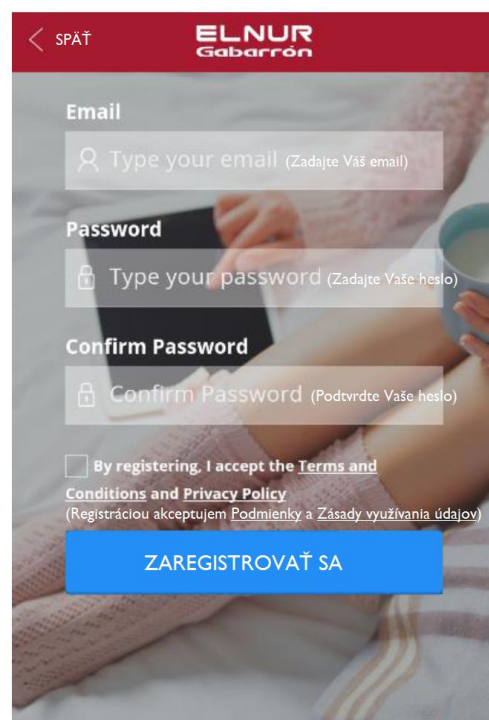 SPÄŤ
ELNUR
Gabarrón
Email
Type your email (Zadajte Váš email)
Password
Type your password (Zadajte Vaše heslo)
Confirm Password
Confirm Password (Podtvrdte Vaše heslo)
By registering, I accept the Terms and
Conditions and Privacy Policy
(Registráciou akceptujem Podmienky a Zásady využívania údajov)
ZAREGISTROVAŤ SA